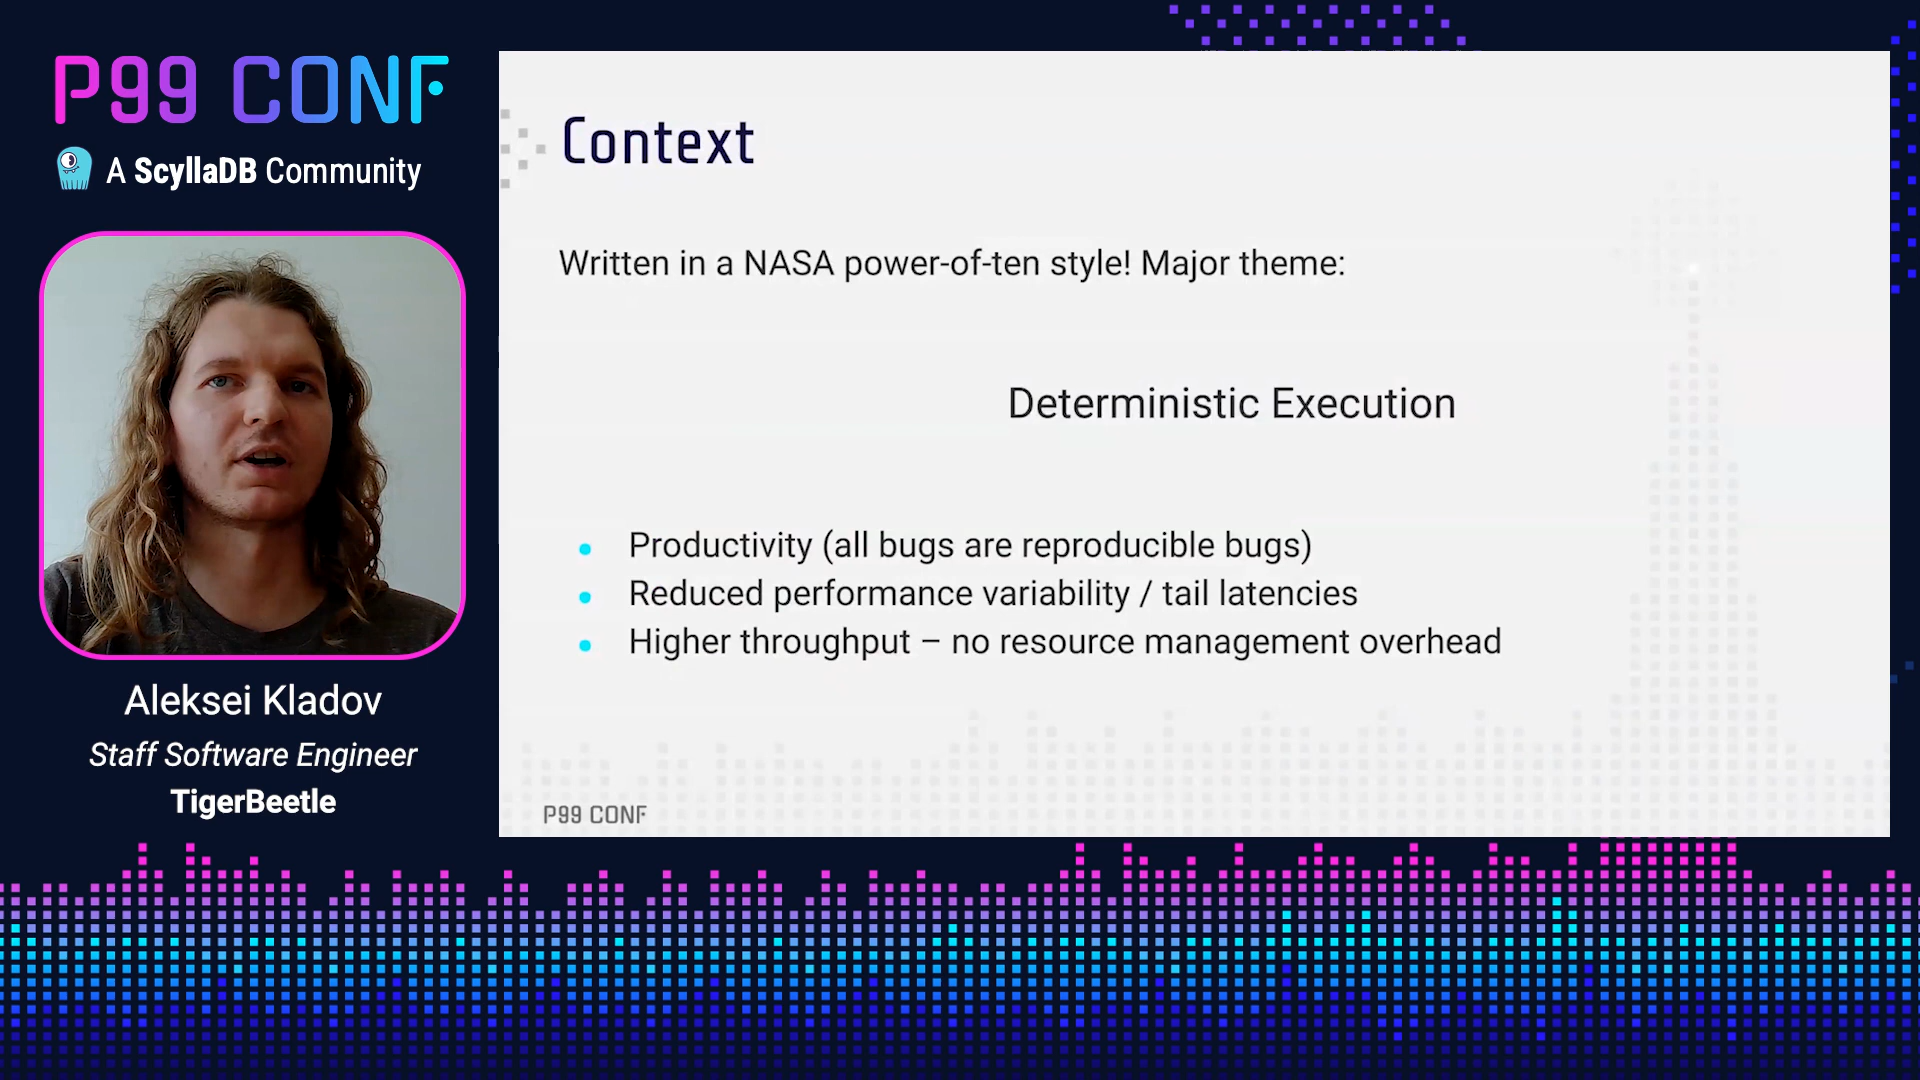 P99 CONF
A ScyllaDB Community
Aleksei Kladov
Staff Software Engineer
TigerBeetle
Context
Written in a NASA power-of-ten style! Major theme:
Deterministic Execution
Productivity (all bugs are reproducible bugs)
Reduced performance variability / tail latencies
Higher throughput – no resource management overhead
P99 CONF